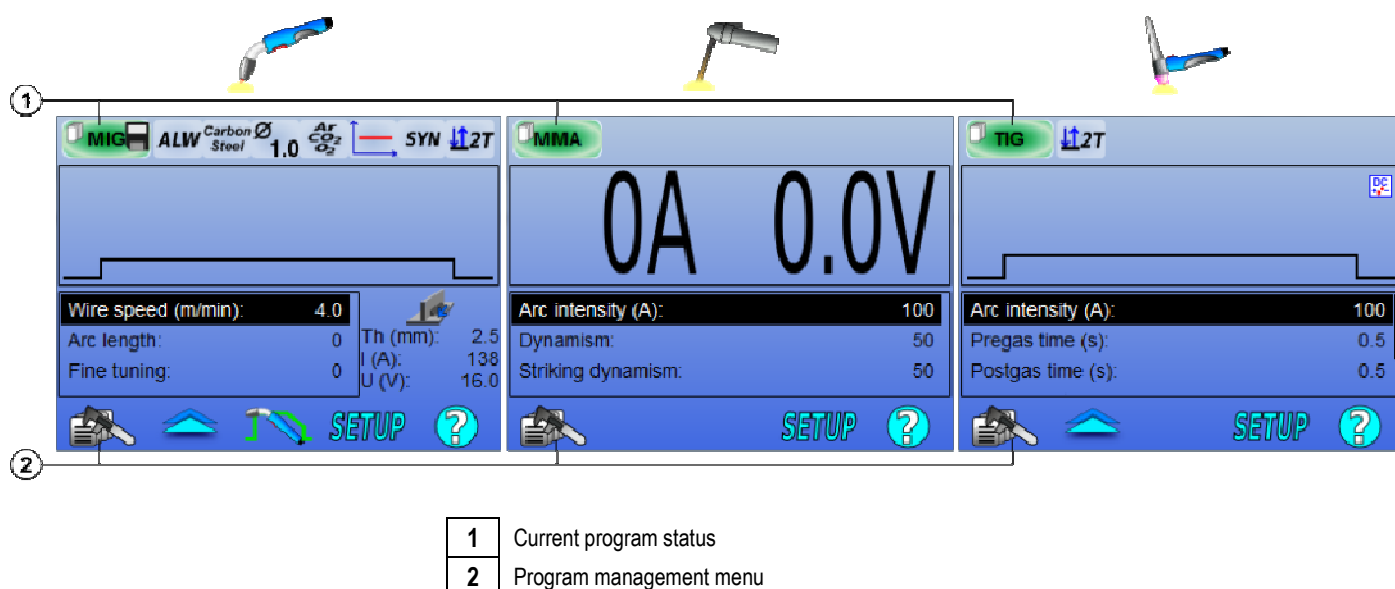 1
MIG ALW Carbon Steel Ø 1.0 Ar CO2 O2 SYN 2T
Wire speed (m/min): 4.0
Arc length: 0
Fine tuning: 0
Th (mm): 2.5
I (A): 138
U (V): 16.0
SETUP ?
MMA
0A 0.0V
Arc intensity (A): 100
Dynamism: 50
Striking dynamism: 50
SETUP ?
TIG 2T
DC
Arc intensity (A): 100
Pregas time (s): 0.5
Postgas time (s): 0.5
SETUP ?
2
1 Current program status
2 Program management menu